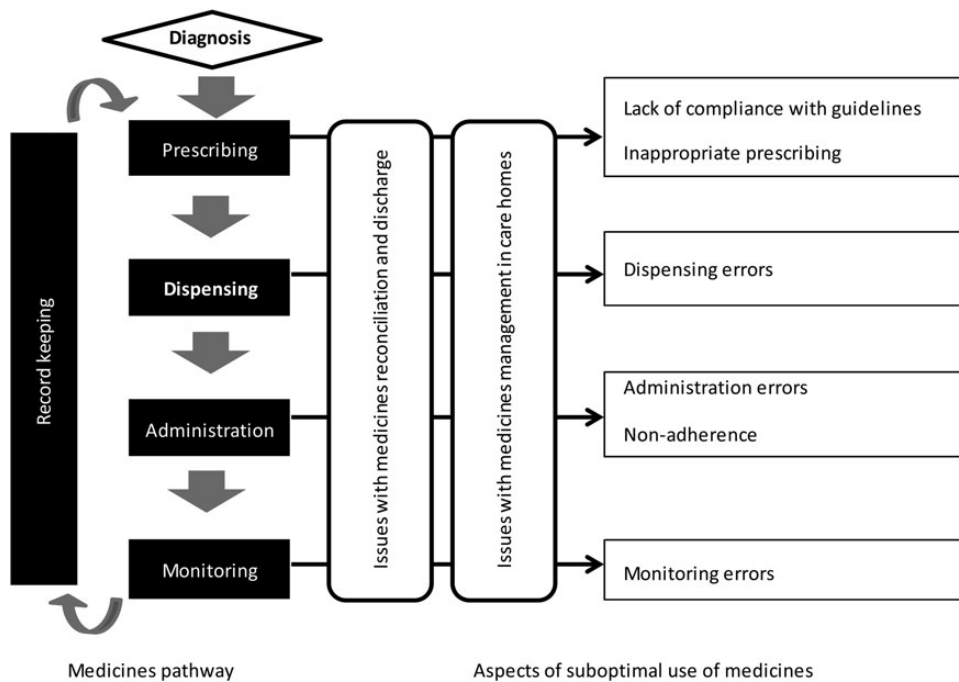 Diagnosis
Record keeping
Prescribing
Dispensing
Administration
Monitoring
Issues with medicines reconciliation and discharge
Issues with medicines management in care homes
Lack of compliance with guidelines
Inappropriate prescribing
Dispensing errors
Administration errors
Non-adherence
Monitoring errors
Medicines pathway
Aspects of suboptimal use of medicines